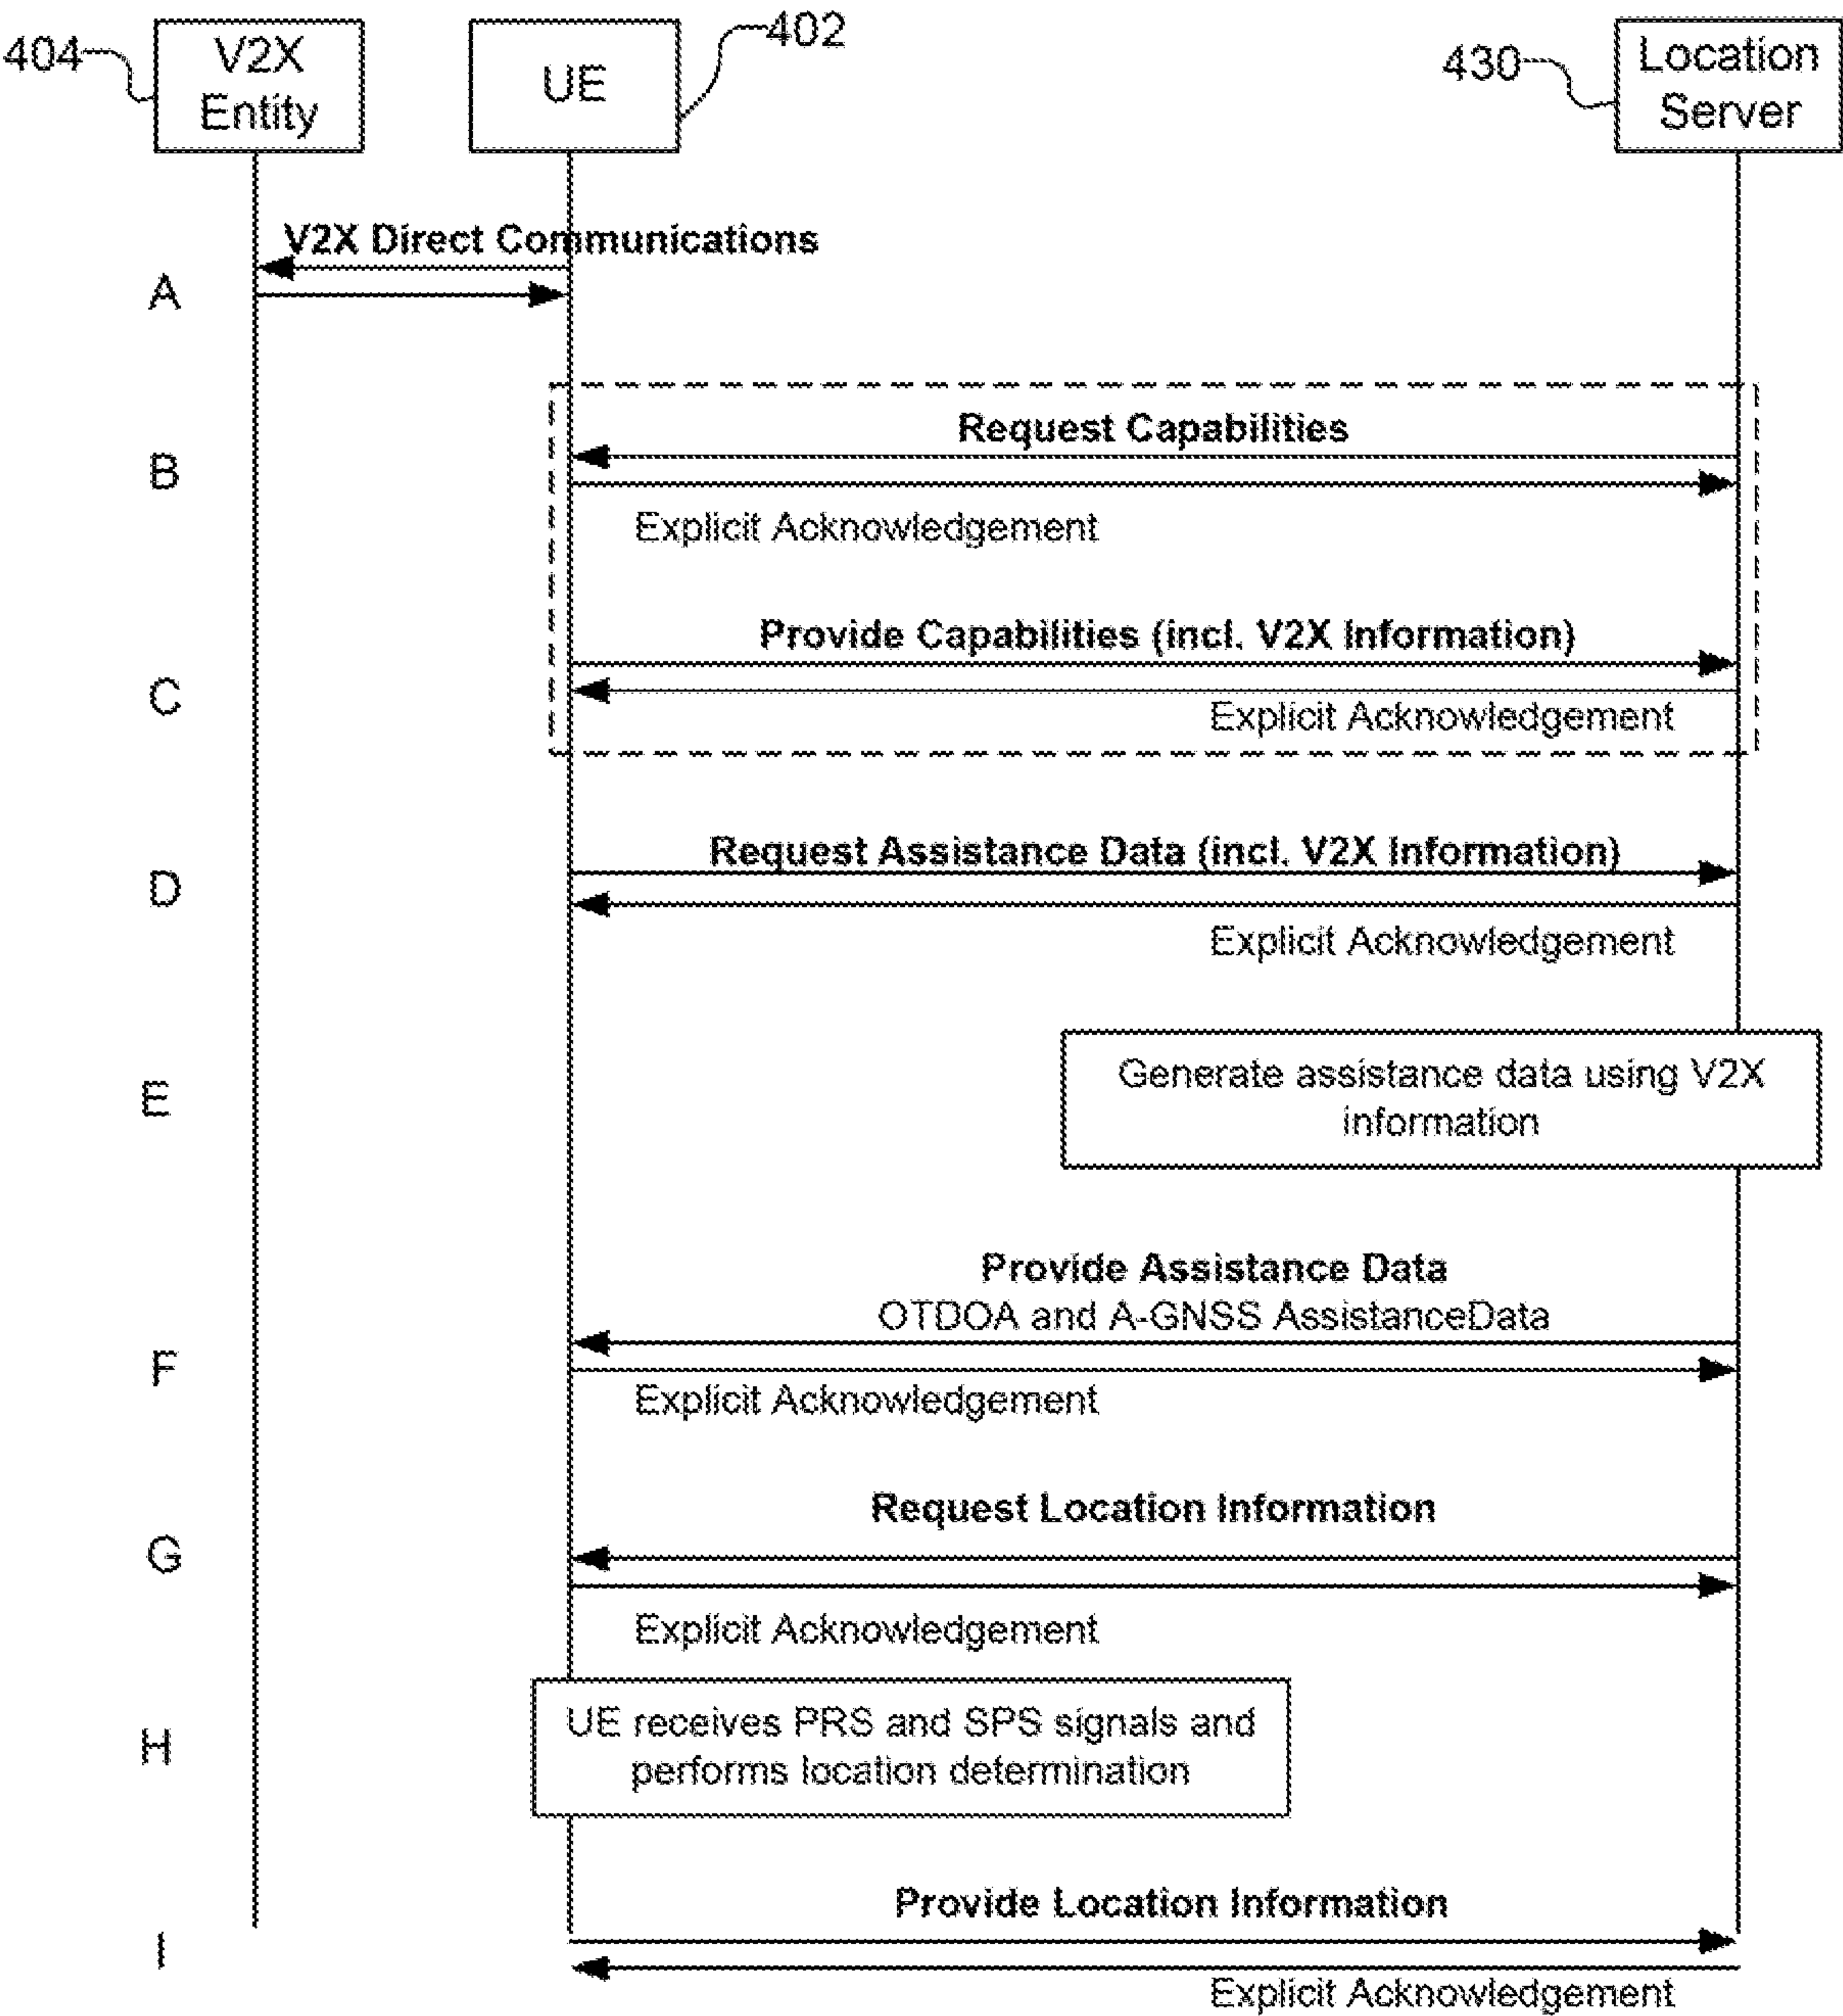 404
V2X
Entity
UE
402
430
Location
Server
V2X Direct Communications
A
Request Capabilities
B
Explicit Acknowledgement
Provide Capabilities (incl. V2X Information)
C
Explicit Acknowledgement
Request Assistance Data (incl. V2X Information)
D
Explicit Acknowledgement
E
Generate assistance data using V2X
information
Provide Assistance Data
OTDOA and A-GNSS AssistanceData
F
Explicit Acknowledgement
Request Location Information
G
Explicit Acknowledgement
H
UE receives PRS and SPS signals and
performs location determination
Provide Location Information
I
Explicit Acknowledgement